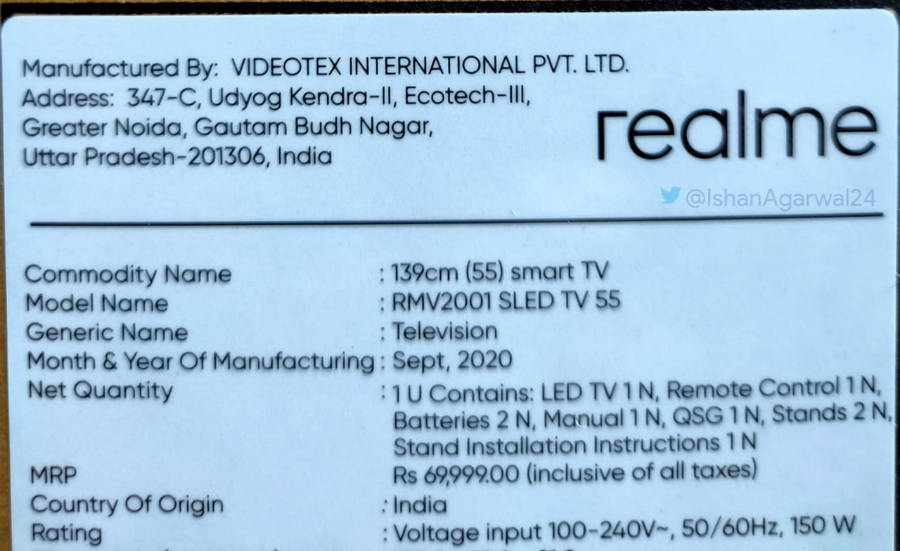 Manufactured By: VIDEOTEX INTERNATIONAL PVT. LTD.
Address: 347-C, Udyog Kendra-II, Ecotech-III,
Greater Noida, Gautam Budh Nagar,
Uttar Pradesh-201306, India
realme
@IshanAgarwal24
Commodity Name : 139cm (55) smart TV
Model Name : RMV2001 SLED TV 55
Generic Name : Television
Month & Year Of Manufacturing : Sept, 2020
Net Quantity : 1 U Contains: LED TV 1 N, Remote Control 1 N,
Batteries 2 N, Manual 1 N, QSG 1 N, Stands 2 N,
Stand Installation Instructions 1 N
MRP Rs 69,999.00 (inclusive of all taxes)
Country Of Origin : India
Rating : Voltage input 100-240V~, 50/60Hz, 150 W